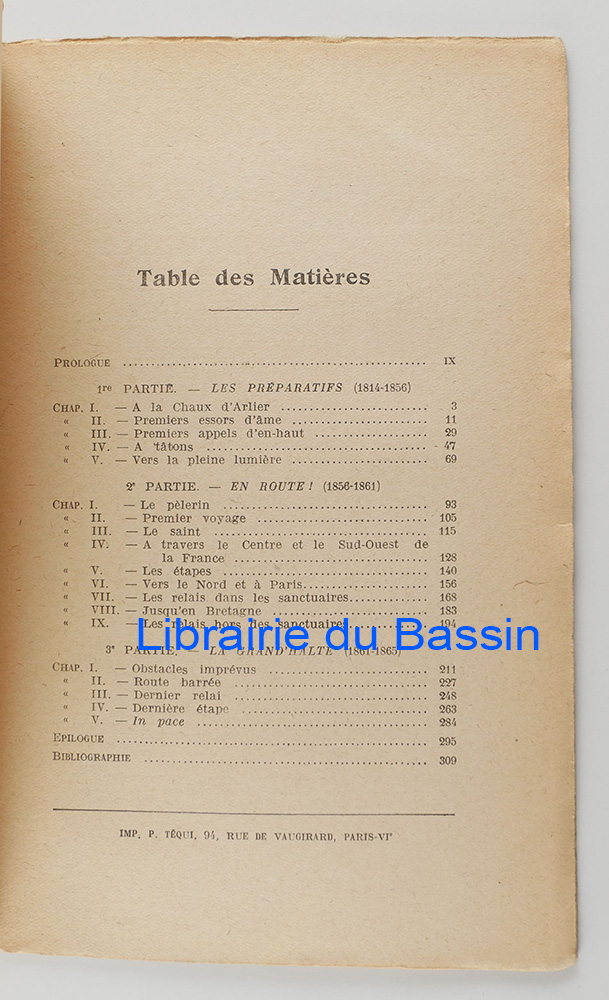 Table des Matières
PROLOGUE ........ IX
1re PARTIE. — LES PRÉPARATIFS (1814-1856)
CHAP. I. — A la Chaux d'Arlier ........ 3
« II. — Premiers essors d'âme ........ 11
« III. — Premiers appels d'en-haut ........ 29
« IV. — A tâtons ........ 47
« V. — Vers la pleine lumière ........ 69
2e PARTIE. — EN ROUTE ! (1856-1861)
CHAP. I. — Le pèlerin ........ 93
« II. — Premier voyage ........ 105
« III. — Le saint ........ 115
« IV. — A travers le Centre et le Sud-Ouest de
la France ........ 128
« V. — Les étapes ........ 140
« VI. — Vers le Nord et à Paris ........ 156
« VII. — Les relais dans les sanctuaires ........ 168
« VIII. — Jusqu'en Bretagne ........ 183
« IX. — Les relais hors des sanctuaires ........ 194
Librairie du Bassin
3e PARTIE. — LA GRAND'HALTE (1861-1865)
CHAP. I. — Obstacles imprévus ........ 211
« II. — Route barrée ........ 227
« III. — Dernier relai ........ 248
« IV. — Dernière étape ........ 263
« V. — In pace ........ 284
EPILOGUE ........ 295
BIBLIOGRAPHIE ........ 309
IMP. P. TÉQUI, 94, RUE DE VAUGIRARD, PARIS-VIe